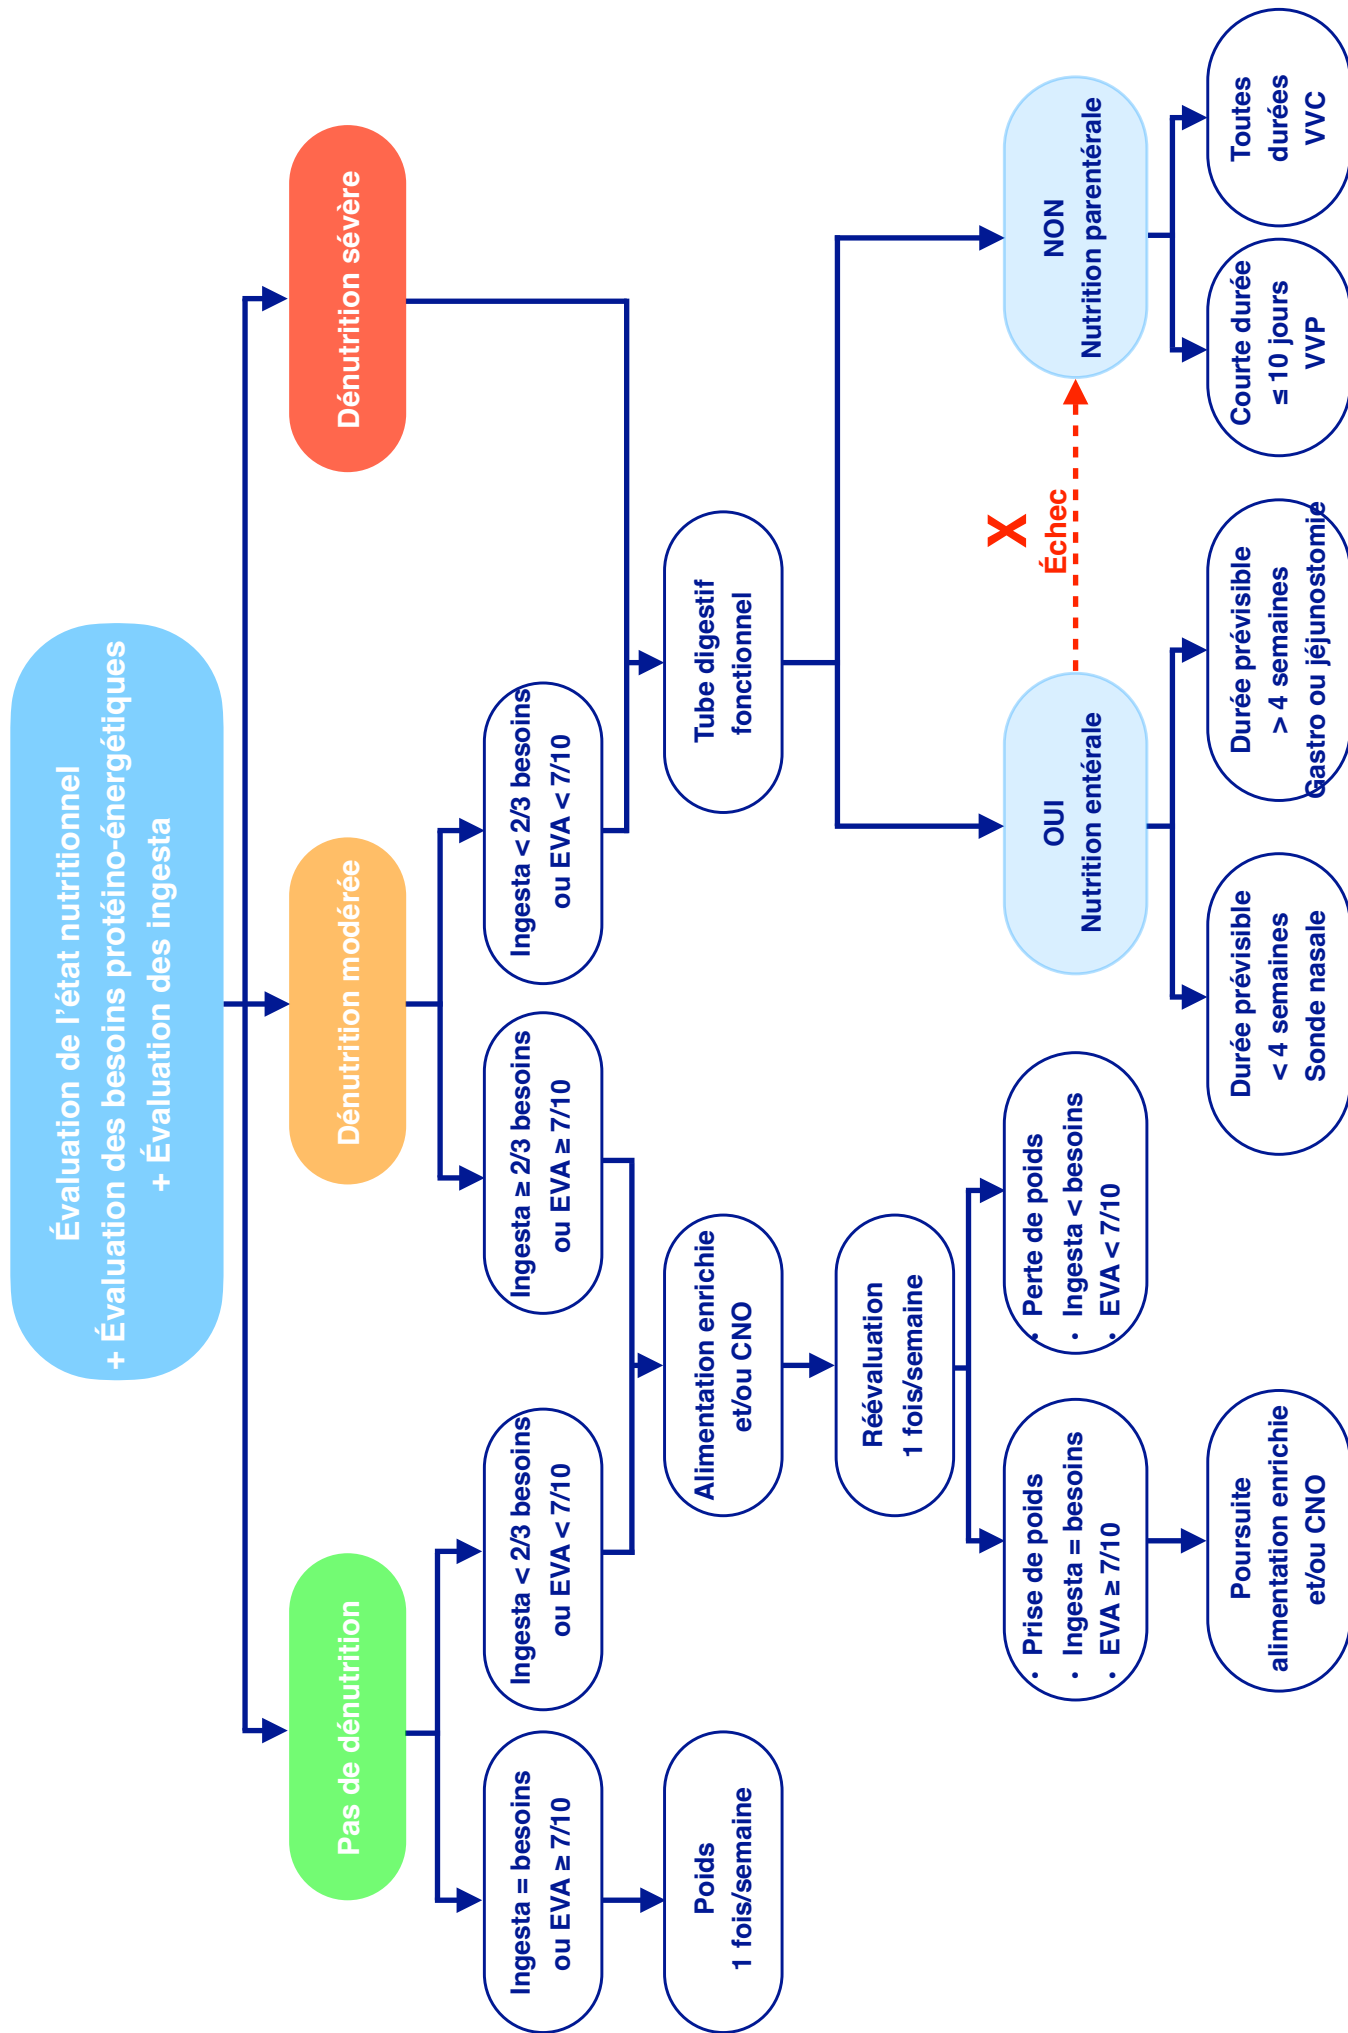 Évaluation de l’état nutritionnel
+ Évaluation des besoins protéino-énergétiques
+ Évaluation des ingesta
Pas de dénutrition
Dénutrition modérée
Dénutrition sévère
Ingesta = besoins
ou EVA ≥ 7/10
Ingesta < 2/3 besoins
ou EVA < 7/10
Ingesta ≥ 2/3 besoins
ou EVA ≥ 7/10
Ingesta < 2/3 besoins
ou EVA < 7/10
Poids
1 fois/semaine
Alimentation enrichie
et/ou CNO
Tube digestif
fonctionnel
Réévaluation
1 fois/semaine
• Prise de poids
• Ingesta = besoins
• EVA ≥ 7/10
• Perte de poids
• Ingesta < besoins
• EVA < 7/10
OUI
Nutrition entérale
X
Échec
NON
Nutrition parentérale
Poursuite
alimentation enrichie
et/ou CNO
Durée prévisible
< 4 semaines
Sonde nasale
Durée prévisible
> 4 semaines
Gastro ou jéjunostomie
Courte durée
≤ 10 jours
VVP
Toutes
durées
VVC